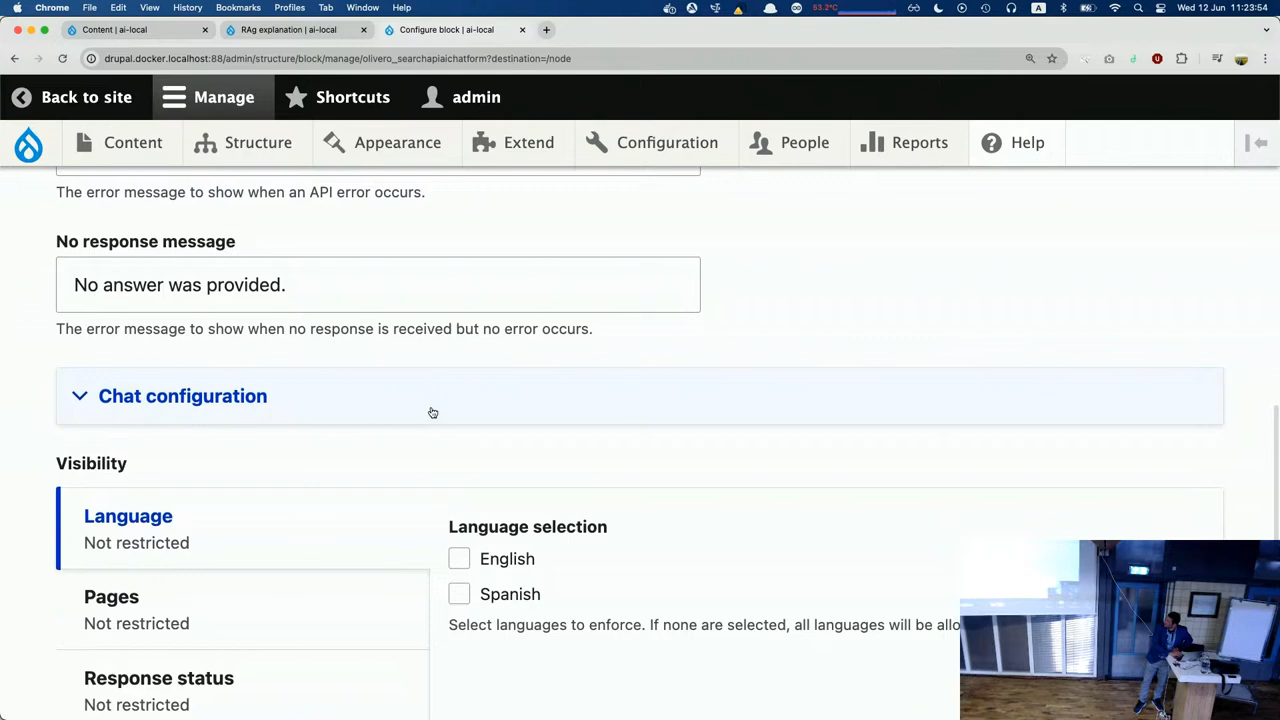 Chrome File Edit View History Bookmarks Profiles Tab Window Help 53.2°C A Wed 12 Jun 11:23:54
Content | ai-local RAg explanation | ai-local Configure block | ai-local
drupal.docker.localhost:88/admin/structure/block/manage/olivero_searchapiaichatform?destination=/node
Back to site Manage Shortcuts admin
Content Structure Appearance Extend Configuration People Reports Help
The error message to show when an API error occurs.
No response message
No answer was provided.
The error message to show when no response is received but no error occurs.
Chat configuration
Visibility
Language
Not restricted
Language selection
English
Spanish
Select languages to enforce. If none are selected, all languages will be allo
Pages
Not restricted
Response status
Not restricted